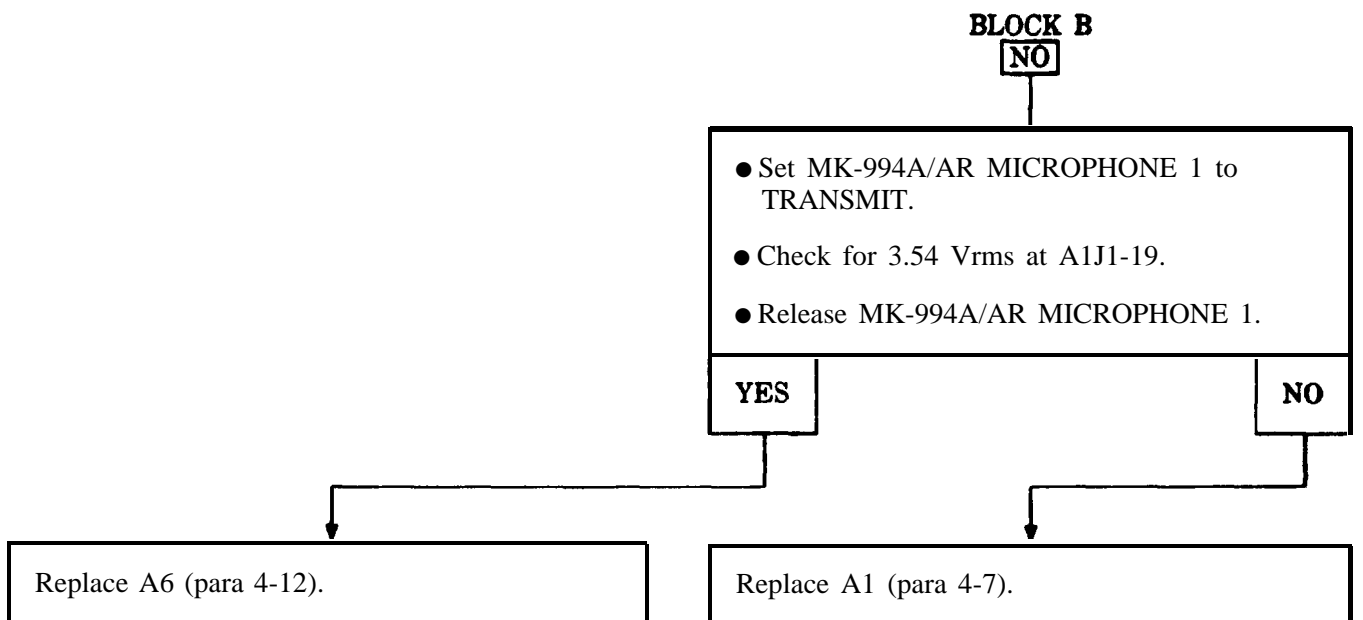 BLOCK B
NO
● Set MK-994A/AR MICROPHONE 1 to
TRANSMIT.
● Check for 3.54 Vrms at A1J1-19.
● Release MK-994A/AR MICROPHONE 1.
YES
NO
Replace A6 (para 4-12).
Replace A1 (para 4-7).